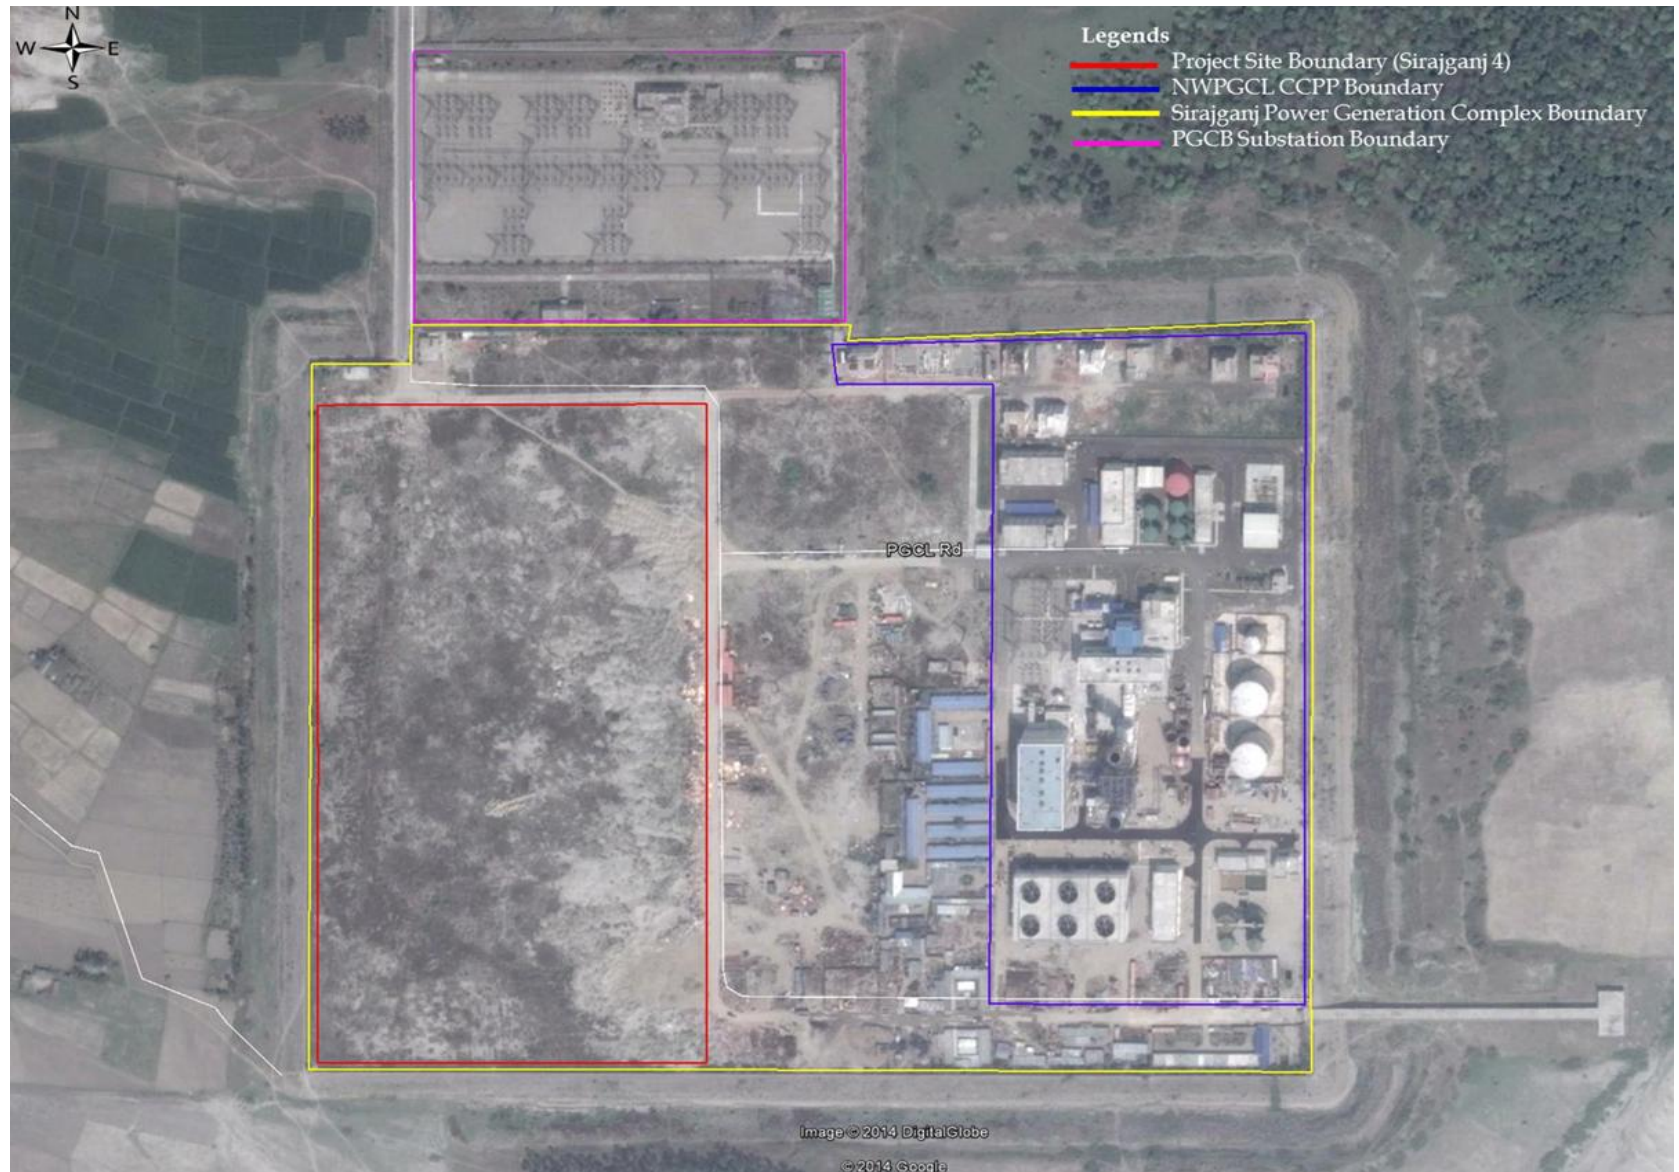 N
W E
S
Legends
Project Site Boundary (Sirajganj 4)
NWPGCL CCPP Boundary
Sirajganj Power Generation Complex Boundary
PGCB Substation Boundary
PGCL Rd
Image © 2014 DigitalGlobe
© 2014 Google